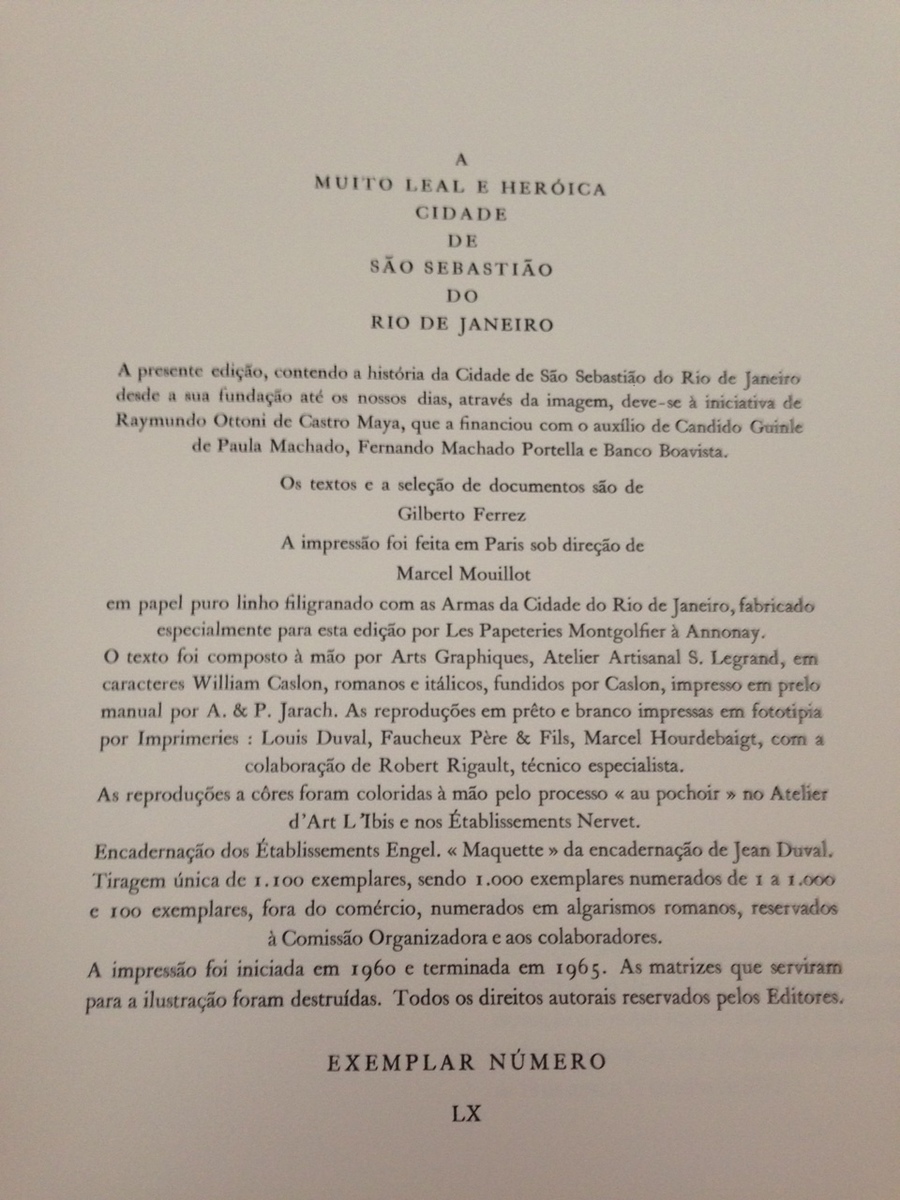 A
MUITO LEAL E HERÓICA
CIDADE
DE
SÃO SEBASTIÃO
DO
RIO DE JANEIRO
A presente edição, contendo a história da Cidade de São Sebastião do Rio de Janeiro
desde a sua fundação até os nossos dias, através da imagem, deve-se à iniciativa de
Raymundo Ottoni de Castro Maya, que a financiou com o auxílio de Candido Guinle
de Paula Machado, Fernando Machado Portella e Banco Boavista.
Os textos e a seleção de documentos são de
Gilberto Ferrez
A impressão foi feita em Paris sob direção de
Marcel Mouillot
em papel puro linho filigranado com as Armas da Cidade do Rio de Janeiro, fabricado
especialmente para esta edição por Les Papeteries Montgolfier à Annonay.
O texto foi composto à mão por Arts Graphiques, Atelier Artisanal S. Legrand, em
caracteres William Caslon, romanos e itálicos, fundidos por Caslon, impresso em prelo
manual por A. & P. Jarach. As reproduções em prêto e branco impressas em fototipia
por Imprimeries : Louis Duval, Faucheux Père & Fils, Marcel Hourdebaigt, com a
colaboração de Robert Rigault, técnico especialista.
As reproduções a côres foram coloridas à mão pelo processo « au pochoir » no Atelier
d'Art L'Ibis e nos Établissements Nervet.
Encadernação dos Établissements Engel. « Maquette » da encadernação de Jean Duval.
Tiragem única de 1.100 exemplares, sendo 1.000 exemplares numerados de 1 a 1.000
e 100 exemplares, fora do comércio, numerados em algarismos romanos, reservados
à Comissão Organizadora e aos colaboradores.
A impressão foi iniciada em 1960 e terminada em 1965. As matrizes que serviram
para a ilustração foram destruídas. Todos os direitos autorais reservados pelos Editores.
EXEMPLAR NÚMERO
LX